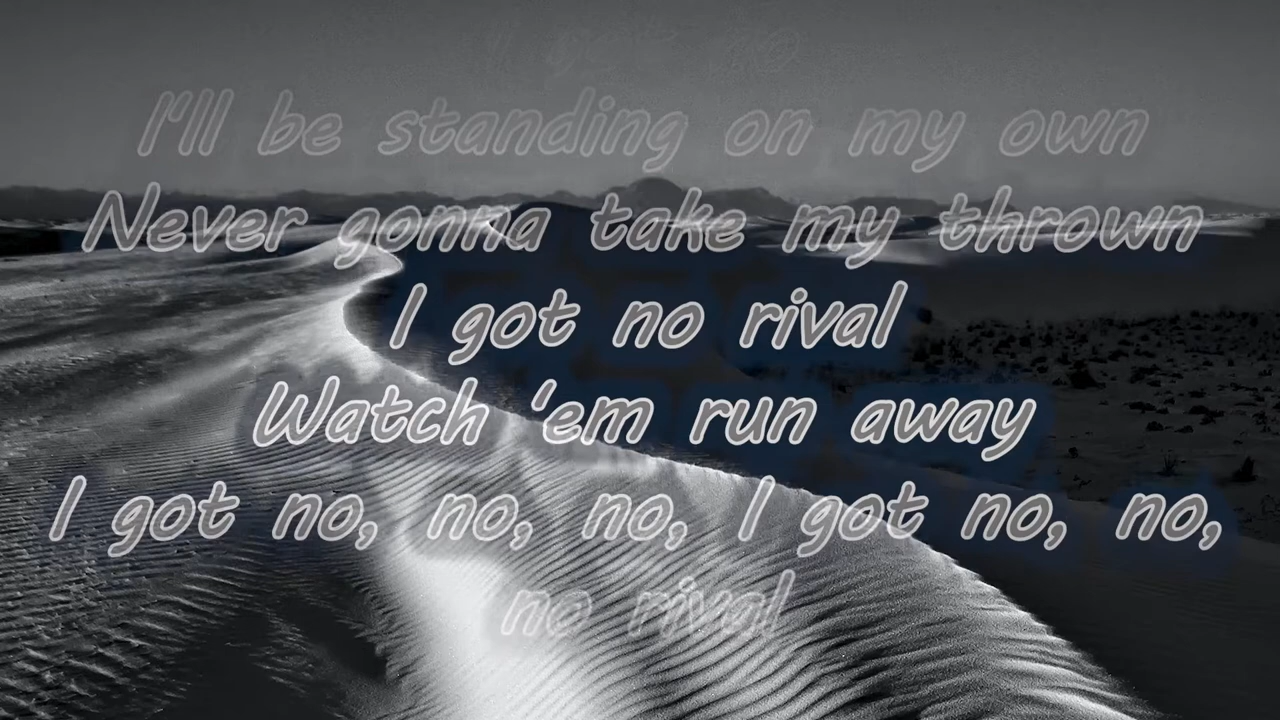 I'll be standing on my own
Never gonna take my thrown
I got no rival
Watch 'em run away
I got no, no, no, I got no, no,
no rival